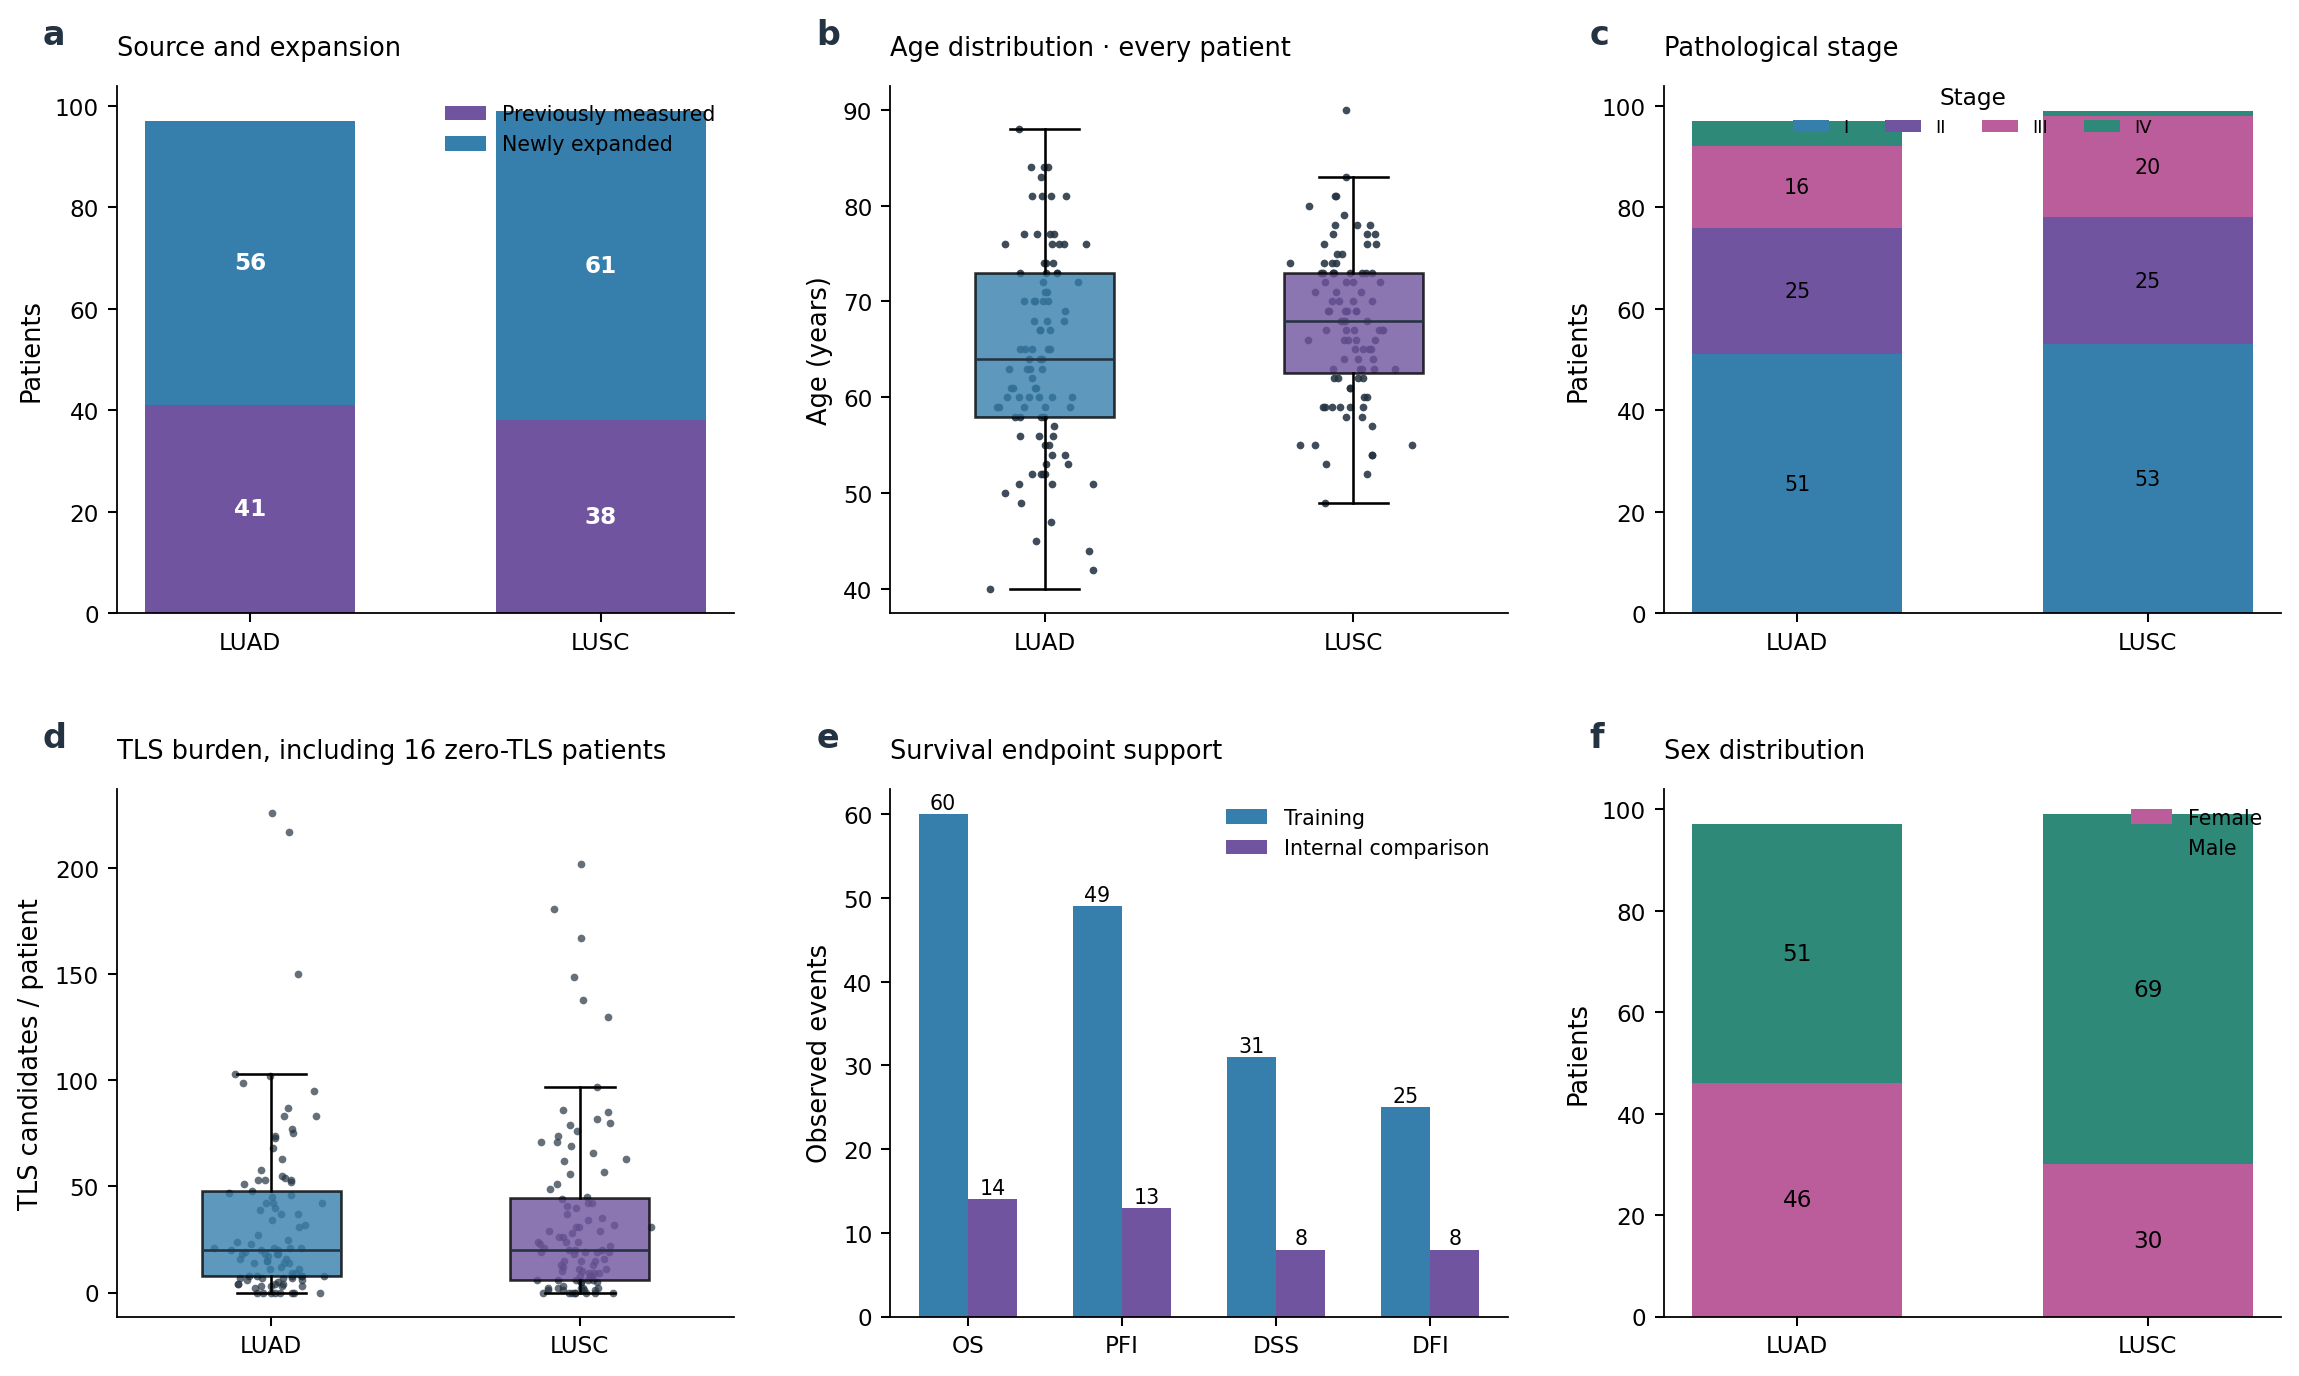 a
Source and expansion
Previously measured
Newly expanded
Patients
100
80
60
40
20
0
56
61
41
38
LUAD
LUSC
b
Age distribution · every patient
Age (years)
90
80
70
60
50
40
LUAD
LUSC
c
Pathological stage
Stage
I II III IV
Patients
100
80
60
40
20
0
16
20
25
25
51
53
LUAD
LUSC
d
TLS burden, including 16 zero-TLS patients
TLS candidates / patient
200
150
100
50
0
LUAD
LUSC
e
Survival endpoint support
Training
Internal comparison
Observed events
60
50
40
30
20
10
0
60
14
49
13
31
8
25
8
OS
PFI
DSS
DFI
f
Sex distribution
Female
Male
Patients
100
80
60
40
20
0
51
69
46
30
LUAD
LUSC